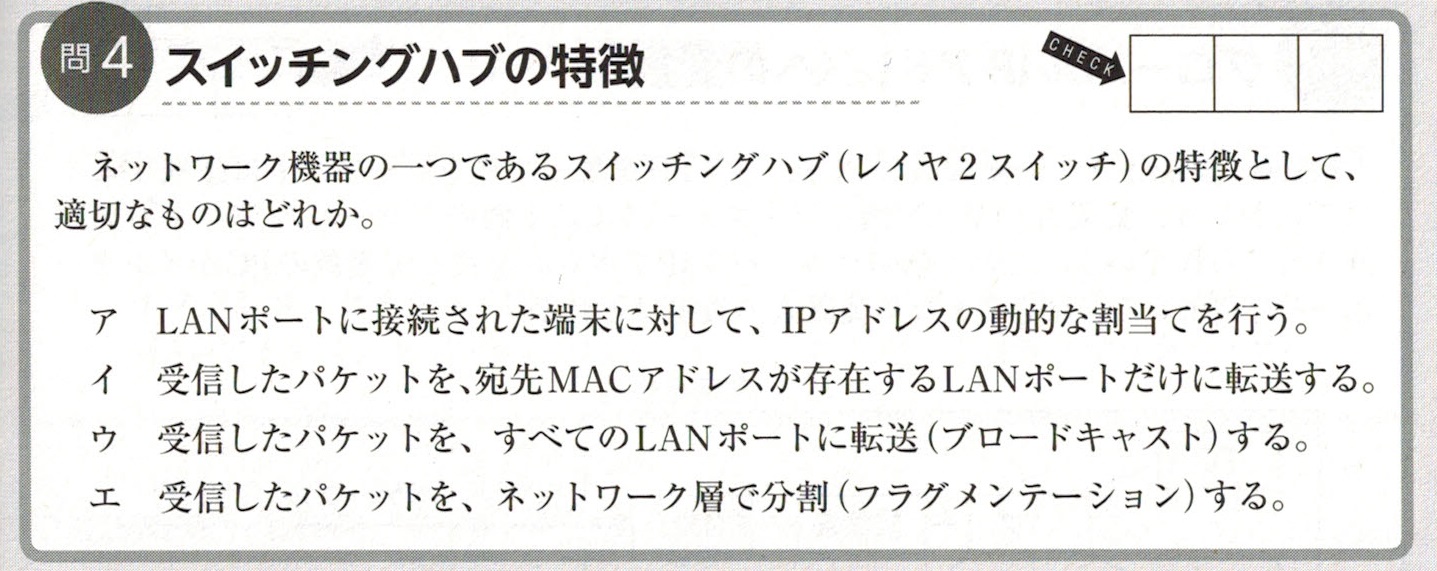 問4 スイッチングハブの特徴
CHECK
ネットワーク機器の一つであるスイッチングハブ(レイヤ2スイッチ)の特徴として、
適切なものはどれか。
ア LANポートに接続された端末に対して、IPアドレスの動的な割当てを行う。
イ 受信したパケットを、宛先MACアドレスが存在するLANポートだけに転送する。
ウ 受信したパケットを、すべてのLANポートに転送(ブロードキャスト)する。
エ 受信したパケットを、ネットワーク層で分割(フラグメンテーション)する。